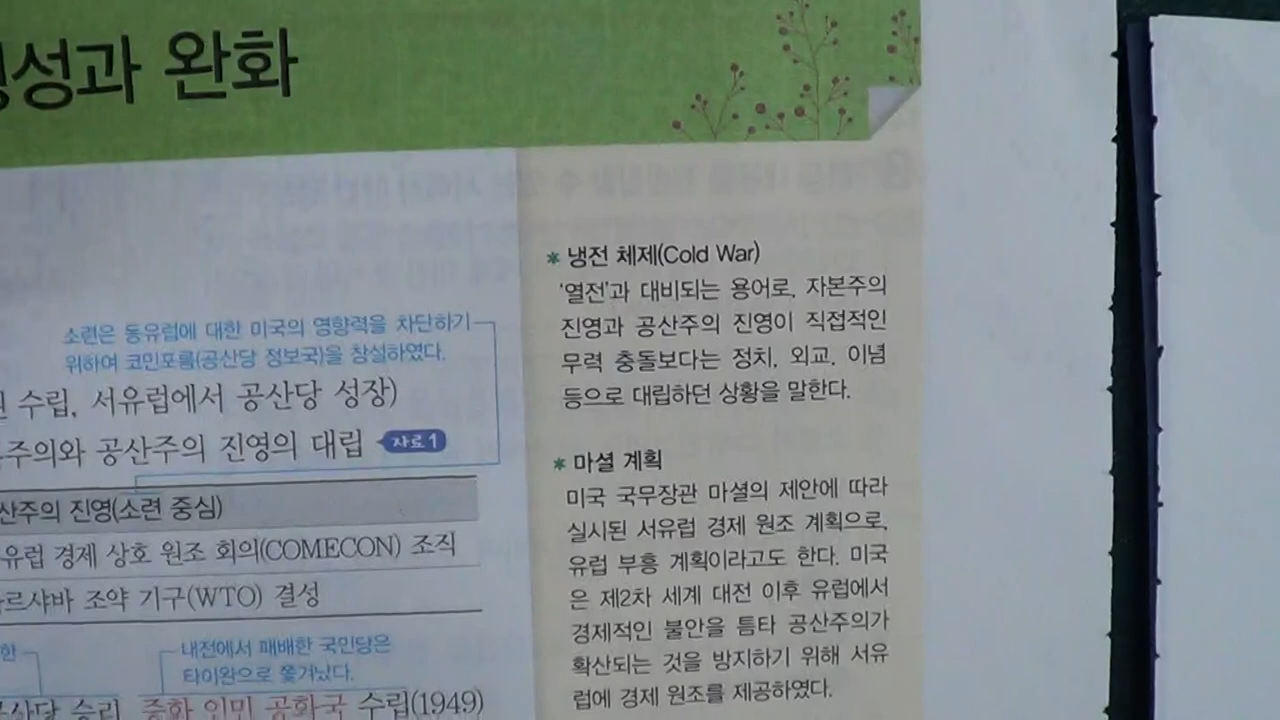 성과 완화
소련은 동유럽에 대한 미국의 영향력을 차단하기
위하여 코민포름(공산당 정보국)을 창설하였다.
수립, 서유럽에서 공산당 성장)
주의와 공산주의 진영의 대립 자료1
산주의 진영(소련 중심)
유럽 경제 상호 원조 회의(COMECON) 조직
르샤바 조약 기구(WTO) 결성
한
내전에서 패배한 국민당은
타이완으로 쫓겨났다.
산당 승리 중화 인민 공화국 수립(1949)
* 냉전 체제(Cold War)
'열전'과 대비되는 용어로, 자본주의
진영과 공산주의 진영이 직접적인
무력 충돌보다는 정치, 외교, 이념
등으로 대립하던 상황을 말한다.
* 마셜 계획
미국 국무장관 마셜의 제안에 따라
실시된 서유럽 경제 원조 계획으로,
유럽 부흥 계획이라고도 한다. 미국
은 제2차 세계 대전 이후 유럽에서
경제적인 불안을 틈타 공산주의가
확산되는 것을 방지하기 위해 서유
럽에 경제 원조를 제공하였다.